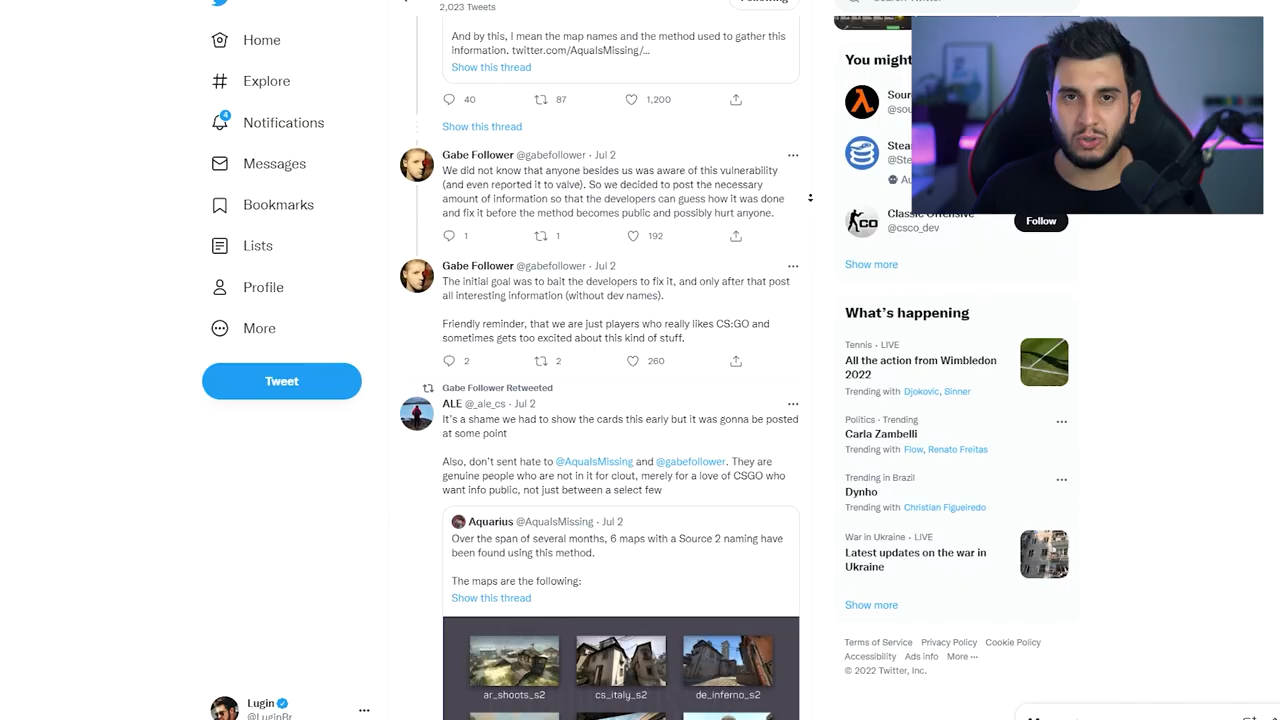 2,023 Tweets
Home
Explore
4
Notifications
Messages
Bookmarks
Lists
Profile
More
Tweet
Lugin
@LuginBr
And by this, I mean the map names and the method used to gather this
information. twitter.com/AquaIsMissing/...
Show this thread
40 87 1,200
Show this thread
Gabe Follower @gabefollower · Jul 2
We did not know that anyone besides us was aware of this vulnerability
(and even reported it to valve). So we decided to post the necessary
amount of information so that the developers can guess how it was done
and fix it before the method becomes public and possibly hurt anyone.
1 1 192
Gabe Follower @gabefollower · Jul 2
The initial goal was to bait the developers to fix it, and only after that post
all interesting information (without dev names).
Friendly reminder, that we are just players who really likes CS:GO and
sometimes gets too excited about this kind of stuff.
2 2 260
Gabe Follower Retweeted
ALE @_ale_cs · Jul 2
It's a shame we had to show the cards this early but it was gonna be posted
at some point
Also, don't sent hate to @AquaIsMissing and @gabefollower. They are
genuine people who are not in it for clout, merely for a love of CSGO who
want info public, not just between a select few
Aquarius @AquaIsMissing · Jul 2
Over the span of several months, 6 maps with a Source 2 naming have
been found using this method.
The maps are the following:
Show this thread
ar_shoots_s2 cs_italy_s2 de_inferno_s2
You might
Sour
@sou
Stea
@Ste
Au
CO
Classic Offensive
@csco_dev
Follow
Show more
What's happening
Tennis · LIVE
All the action from Wimbledon
2022
Trending with Djokovic, Sinner
Politics · Trending
Carla Zambelli
Trending with Flow, Renato Freitas
Trending in Brazil
Dynho
Trending with Christian Figueiredo
War in Ukraine · LIVE
Latest updates on the war in
Ukraine
Show more
Terms of Service Privacy Policy Cookie Policy
Accessibility Ads info More ···
© 2022 Twitter, Inc.